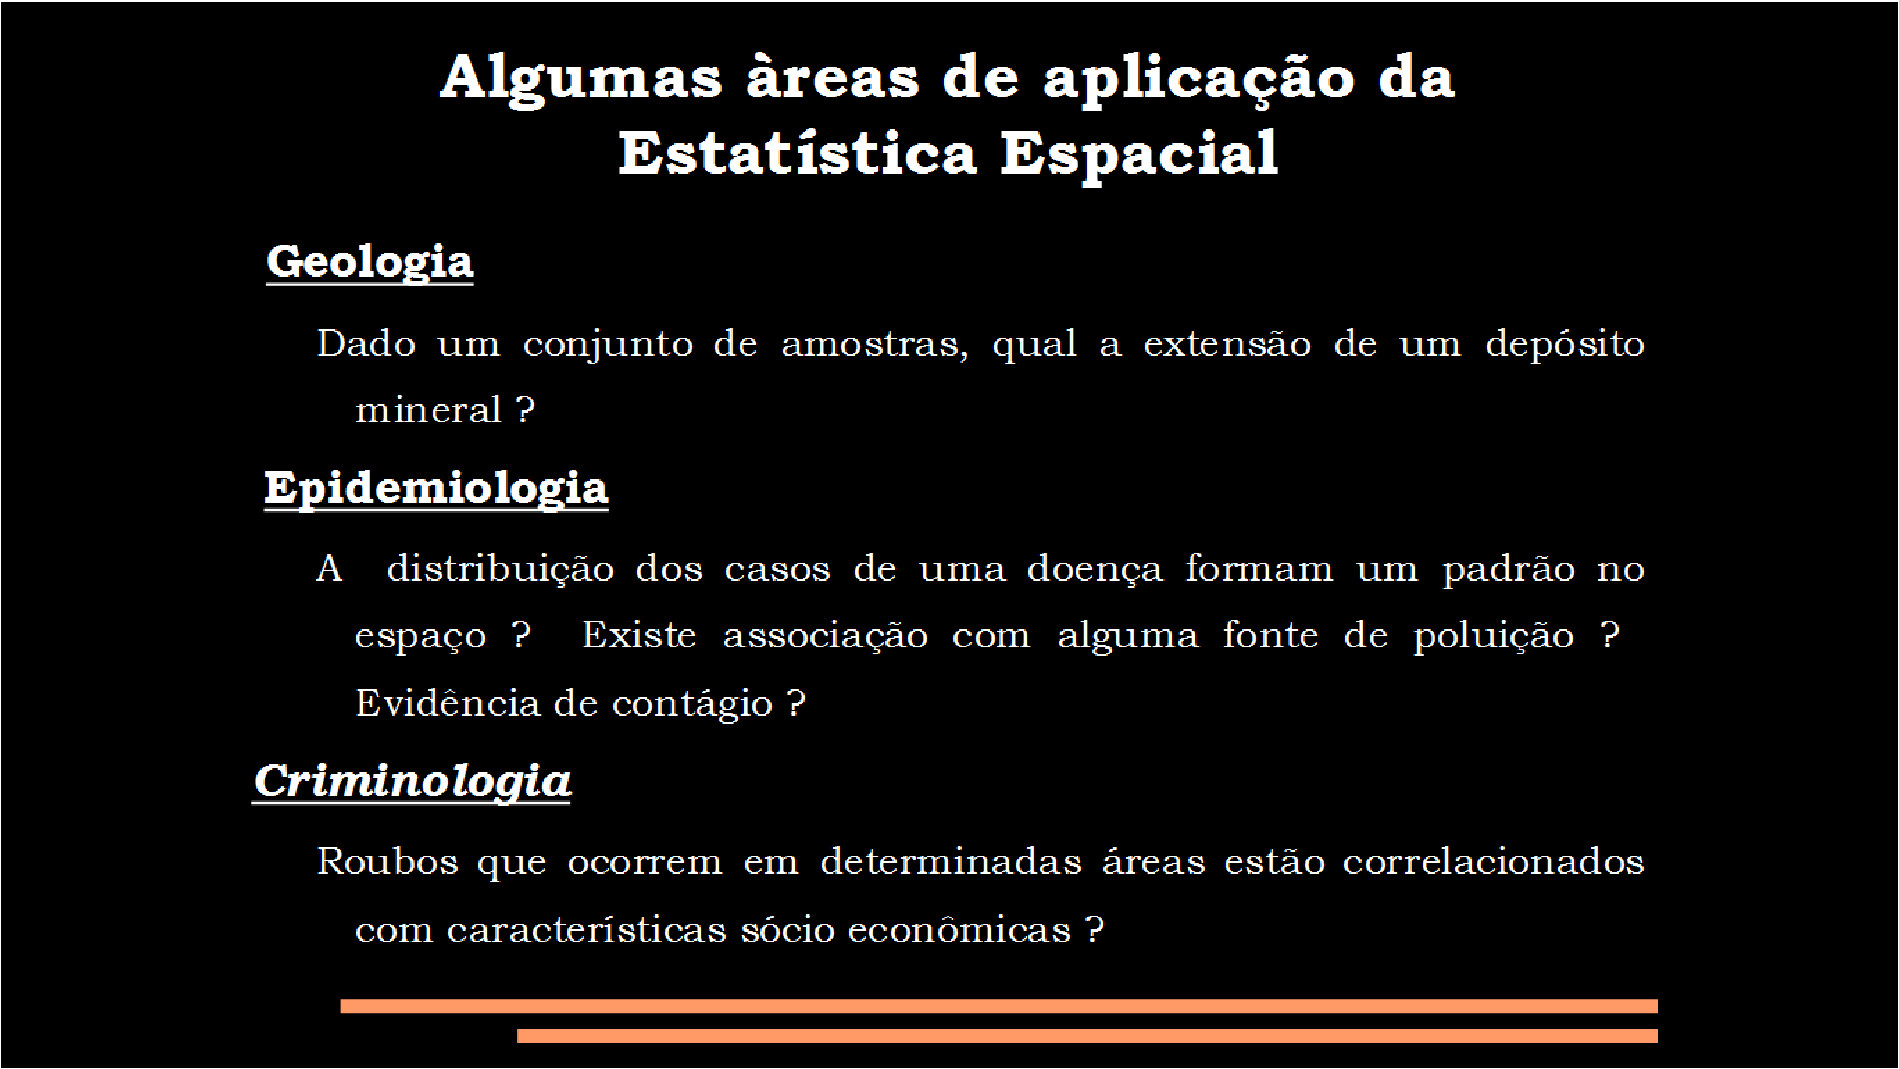 Algumas àreas de aplicação da
Estatística Espacial
Geologia
Dado um conjunto de amostras, qual a extensão de um depósito
mineral ?
Epidemiologia
A distribuição dos casos de uma doença formam um padrão no
espaço ? Existe associação com alguma fonte de poluição ?
Evidência de contágio ?
Criminologia
Roubos que ocorrem em determinadas áreas estão correlacionados
com características sócio econômicas ?